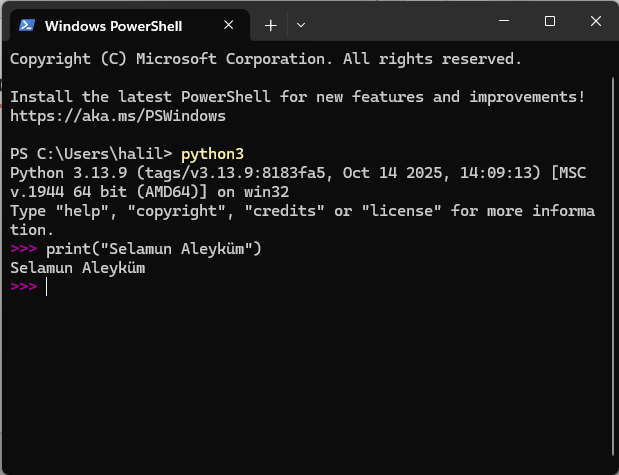 Windows PowerShell
Copyright (C) Microsoft Corporation. All rights reserved.
Install the latest PowerShell for new features and improvements!
https://aka.ms/PSWindows
PS C:\Users\halil> python3
Python 3.13.9 (tags/v3.13.9:8183fa5, Oct 14 2025, 14:09:13) [MSC
v.1944 64 bit (AMD64)] on win32
Type "help", "copyright", "credits" or "license" for more informa
tion.
>>> print("Selamun Aleyküm")
Selamun Aleyküm
>>>